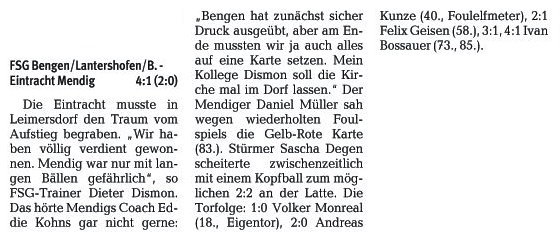 FSG Bengen/Lantershofen/B. -
Eintracht Mendig 4:1 (2:0)
Die Eintracht musste in
Leimersdorf den Traum vom
Aufstieg begraben. „Wir ha-
ben völlig verdient gewon-
nen. Mendig war nur mit lan-
gen Bällen gefährlich“, so
FSG-Trainer Dieter Dismon.
Das hörte Mendigs Coach Ed-
die Kohns gar nicht gerne:
„Bengen hat zunächst sicher
Druck ausgeübt, aber am En-
de mussten wir ja auch alles
auf eine Karte setzen. Mein
Kollege Dismon soll die Kir-
che mal im Dorf lassen.“ Der
Mendiger Daniel Müller sah
wegen wiederholten Foul-
spiels die Gelb-Rote Karte
(83.). Stürmer Sascha Degen
scheiterte zwischenzeitlich
mit einem Kopfball zum mög-
lichen 2:2 an der Latte. Die
Torfolge: 1:0 Volker Monreal
(18., Eigentor), 2:0 Andreas
Kunze (40., Foulelfmeter), 2:1
Felix Geisen (58.), 3:1, 4:1 Ivan
Bossauer (73., 85.).